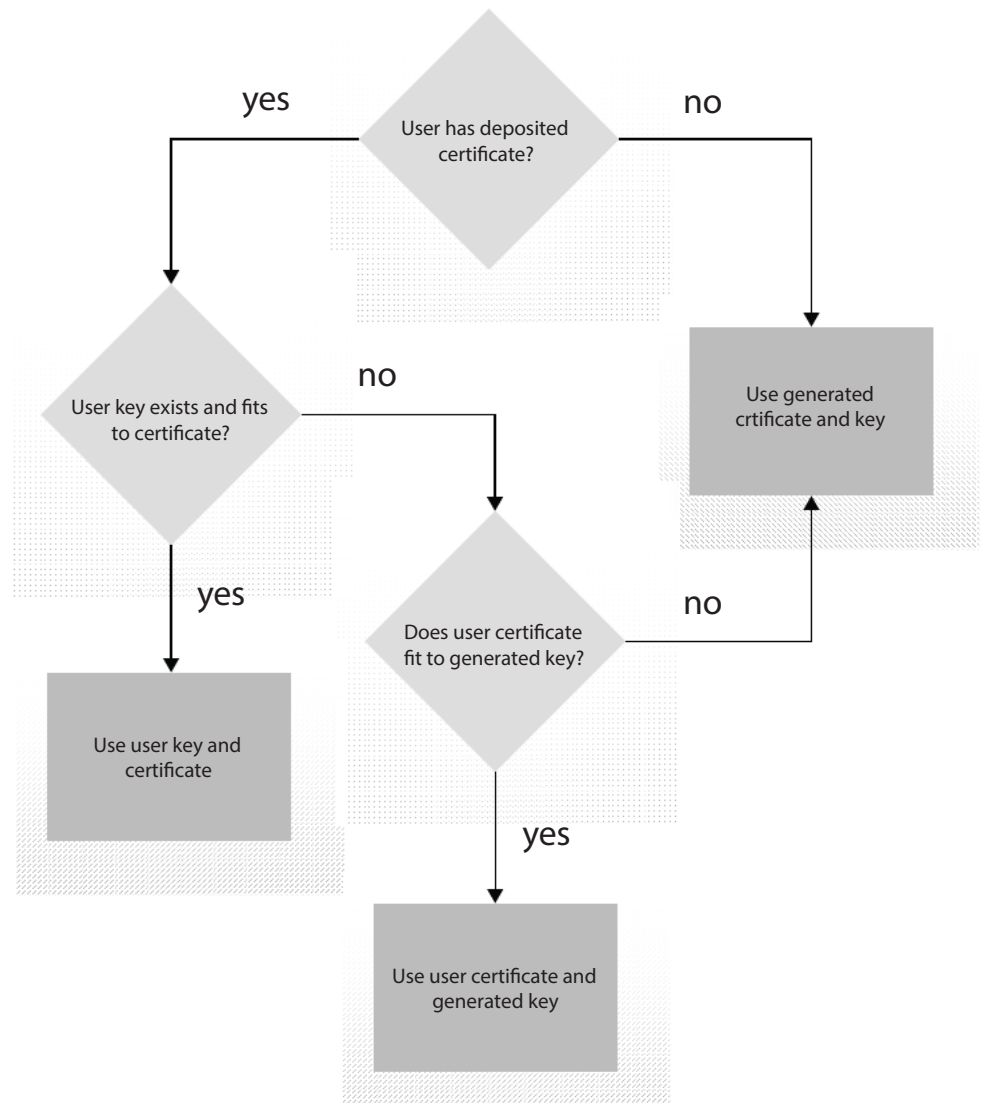 yes
no
User has deposited
certificate?
no
User key exists and fits
to certificate?
Use generated
crtificate and key
yes
no
Does user certificate
fit to generated key?
Use user key and
certificate
yes
Use user certificate and
generated key